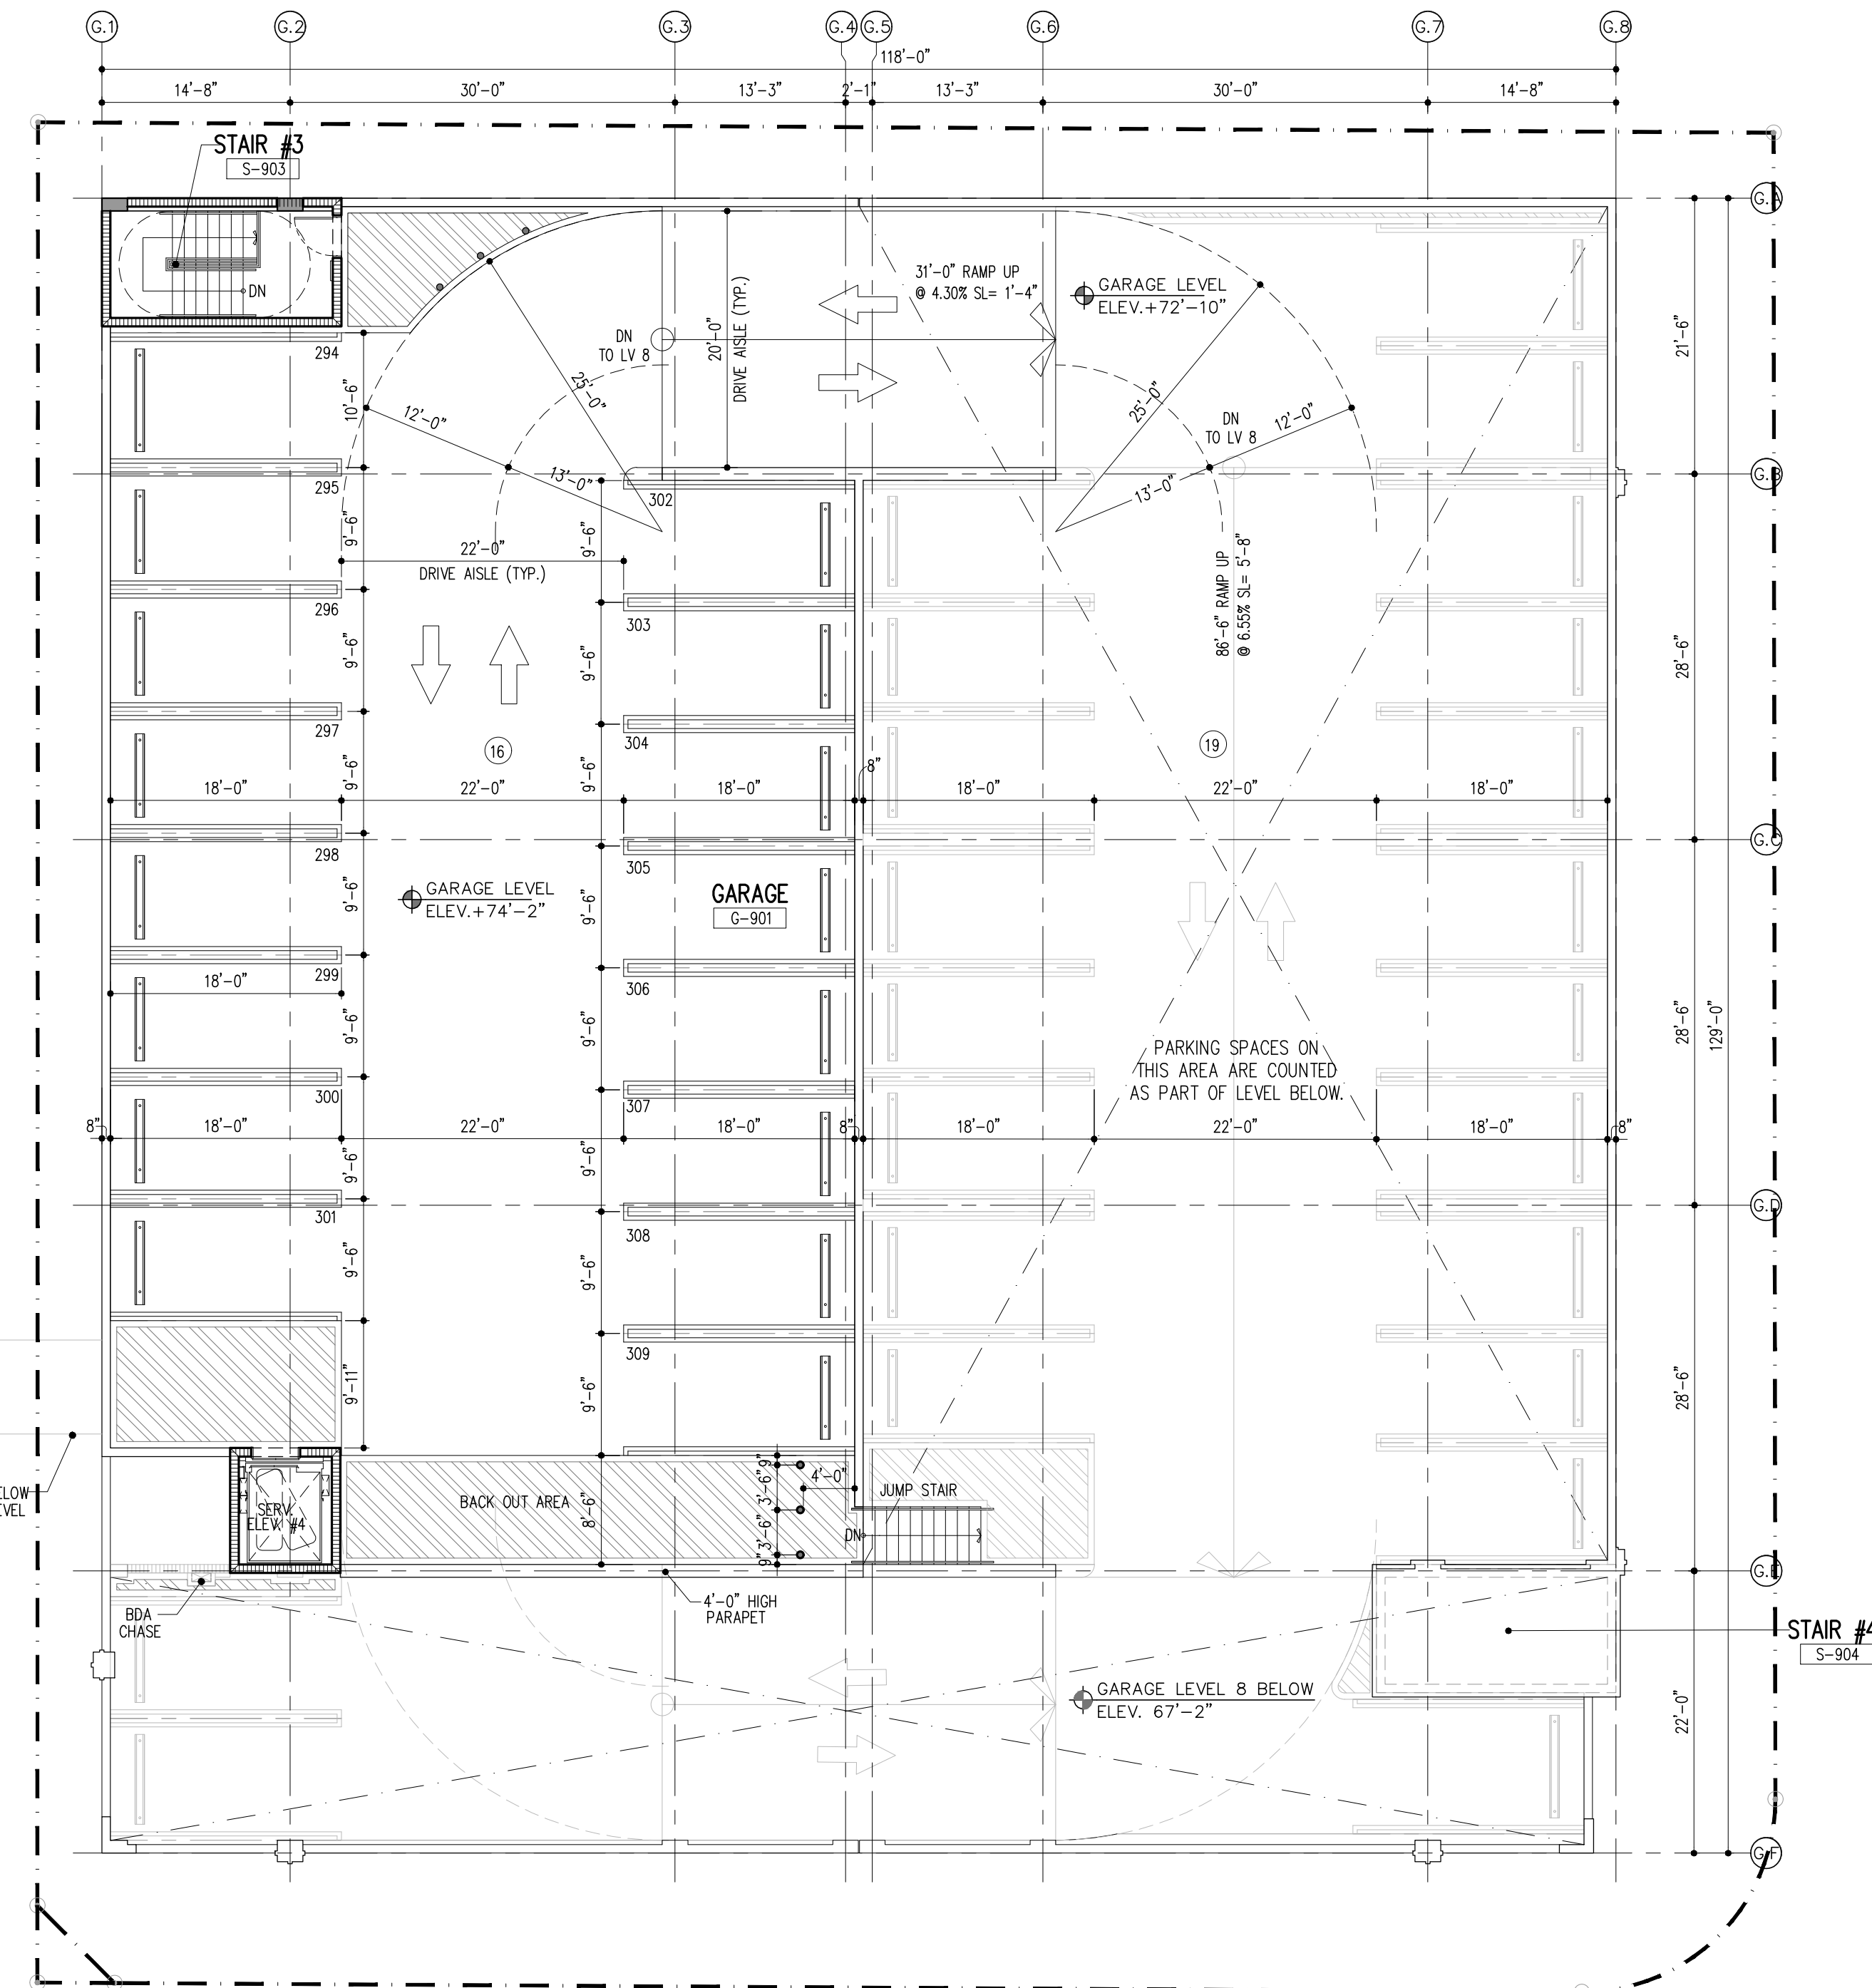 G.1
G.2
G.3
G.4
G.5
G.6
G.7
G.8
118'-0"
14'-8"
30'-0"
13'-3"
2'-1"
13'-3"
30'-0"
14'-8"
STAIR #3
S-903
G.A
DN
31'-0" RAMP UP
@ 4.30% SL= 1'-4"
GARAGE LEVEL
ELEV.+72'-10"
20'-0"
DRIVE AISLE (TYP.)
DN
TO LV 8
21'-6"
294
10'-6"
25'-0"
12'-0"
13'-0"
25'-0"
12'-0"
DN
TO LV 8
13'-0"
G.B
295
302
9'-6"
9'-6"
22'-0"
DRIVE AISLE (TYP.)
86'-6" RAMP UP
@ 6.55% SL= 5'-8"
296
303
28'-6"
9'-6"
9'-6"
297
304
16
19
9'-6"
9'-6"
8"
18'-0"
22'-0"
18'-0"
18'-0"
22'-0"
18'-0"
G.C
298
305
GARAGE LEVEL
ELEV.+74'-2"
GARAGE
G-901
9'-6"
9'-6"
299
306
18'-0"
28'-6"
129'-0"
9'-6"
9'-6"
PARKING SPACES ON
THIS AREA ARE COUNTED
AS PART OF LEVEL BELOW.
300
307
8"
18'-0"
22'-0"
18'-0"
8"
18'-0"
22'-0"
18'-0"
8"
9'-6"
9'-6"
G.D
301
308
9'-6"
9'-6"
309
28'-6"
9'-11"
9'-6"
ELOW
EVEL
SERV.
ELEV. #4
BACK OUT AREA
8'-6"
9"
3'-6"
3'-6"
9"
4'-0"
JUMP STAIR
DN
G.E
BDA
CHASE
4'-0" HIGH
PARAPET
STAIR #4
S-904
GARAGE LEVEL 8 BELOW
ELEV. 67'-2"
22'-0"
G.F